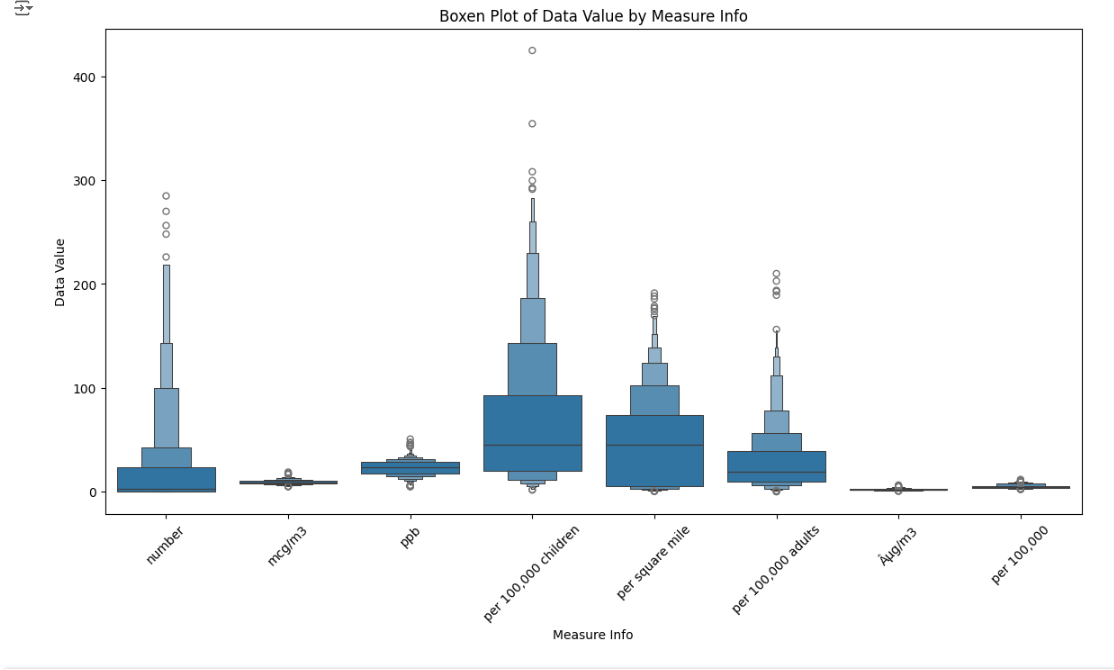 Boxen Plot of Data Value by Measure Info
400
300
200
100
0
Data Value
number
mcg/m3
ppb
per 100,000 children
per square mile
per 100,000 adults
Âµg/m3
per 100,000
Measure Info